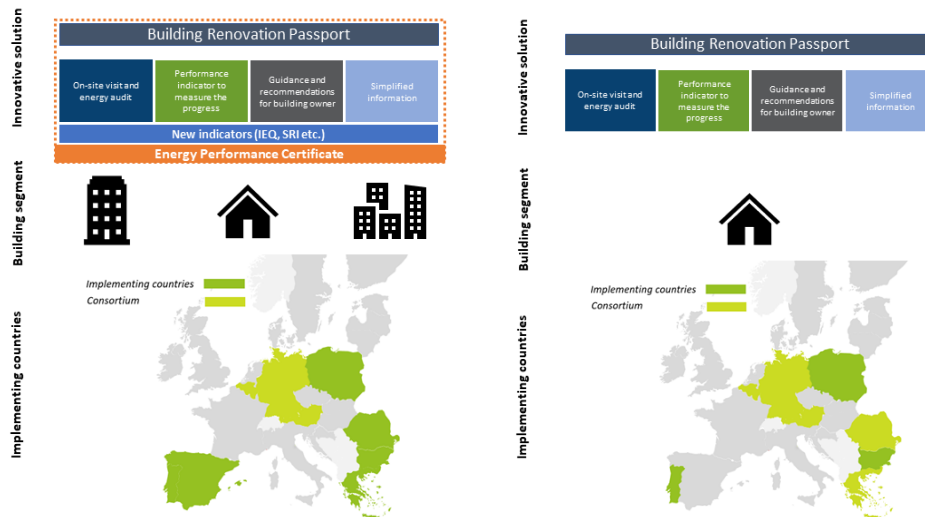 Innovative solution
Building Renovation Passport
On-site visit and
energy audit
Performance
indicator to
measure the
progress
Guidance and
recommendations
for building owner
Simplified
information
New indicators (IEQ, SRI etc.)
Energy Performance Certificate
Building segment
Implementing countries
Implementing countries
Consortium
Innovative solution
Building Renovation Passport
On-site visit and
energy audit
Performance
indicator to
measure the
progress
Guidance and
recommendations
for building owner
Simplified
information
Building segment
Implementing countries
Implementing countries
Consortium